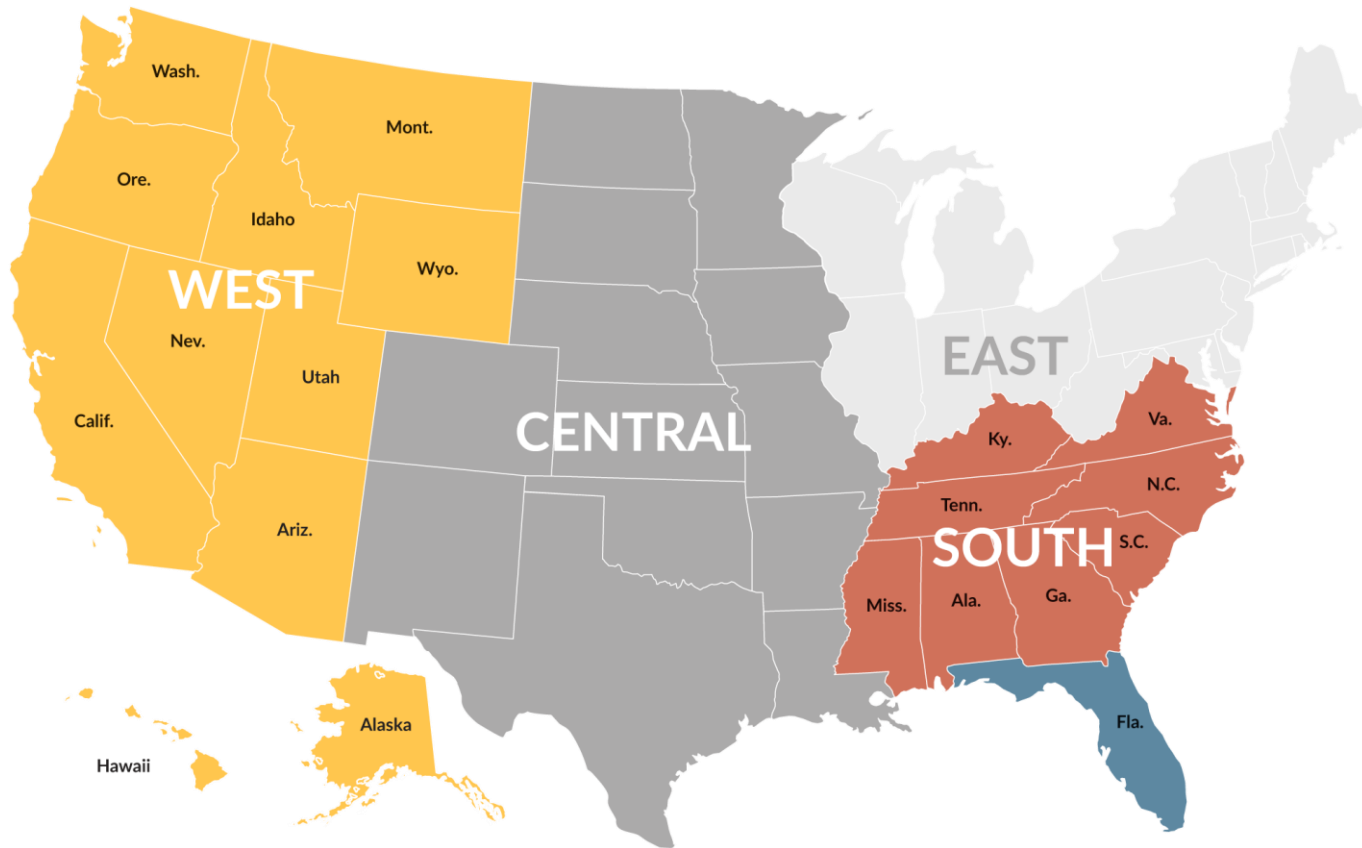 Wash.
Mont.
Ore.
Idaho
Wyo.
WEST
Nev.
EAST
Utah
Calif.
CENTRAL
Va.
Ky.
N.C.
Tenn.
Ariz.
S.C.
SOUTH
Ga.
Miss.
Ala.
Fla.
Alaska
Hawaii